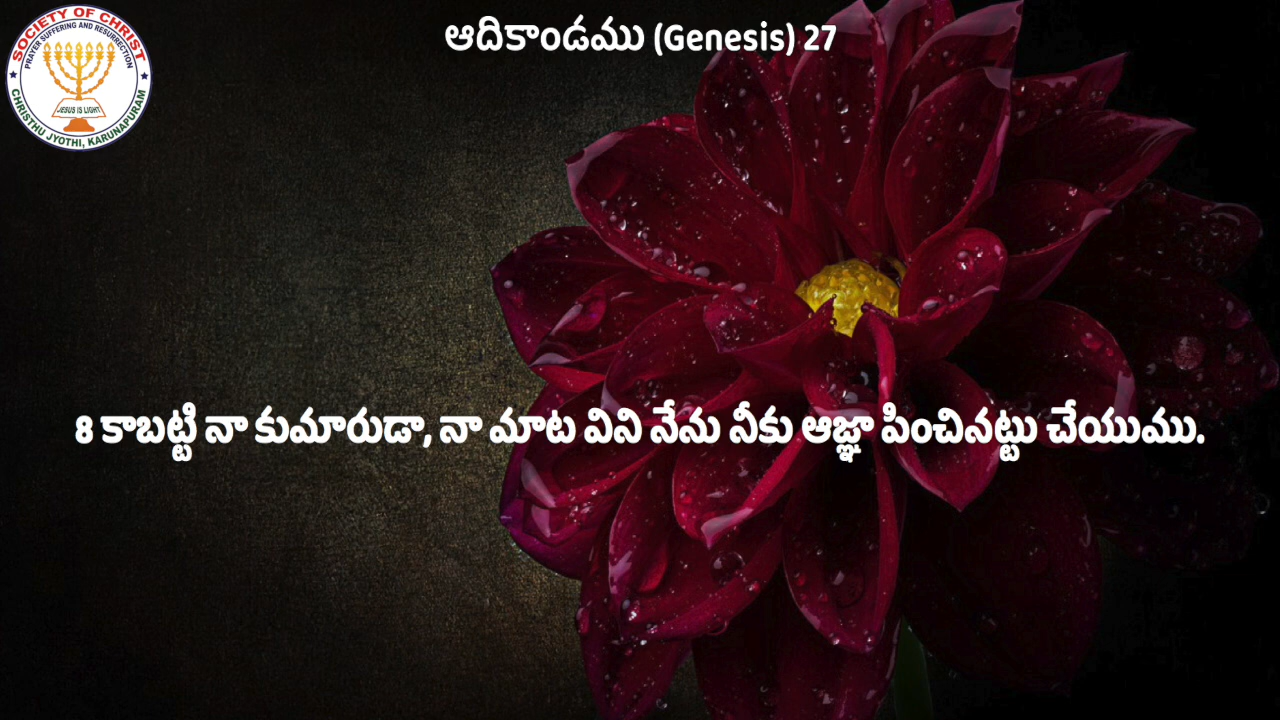 SOCIETY OF CHRIST
PRAYER SUFFERING AND RESURRECTION
JESUS IS LIGHT
CHRISTHU JYOTHI, KARUNAPURAM
ఆదికాండము (Genesis) 27
8 కాబట్టి నా కుమారుడా, నా మాట విని నేను నీకు ఆజ్ఞా పించినట్టు చేయుము.